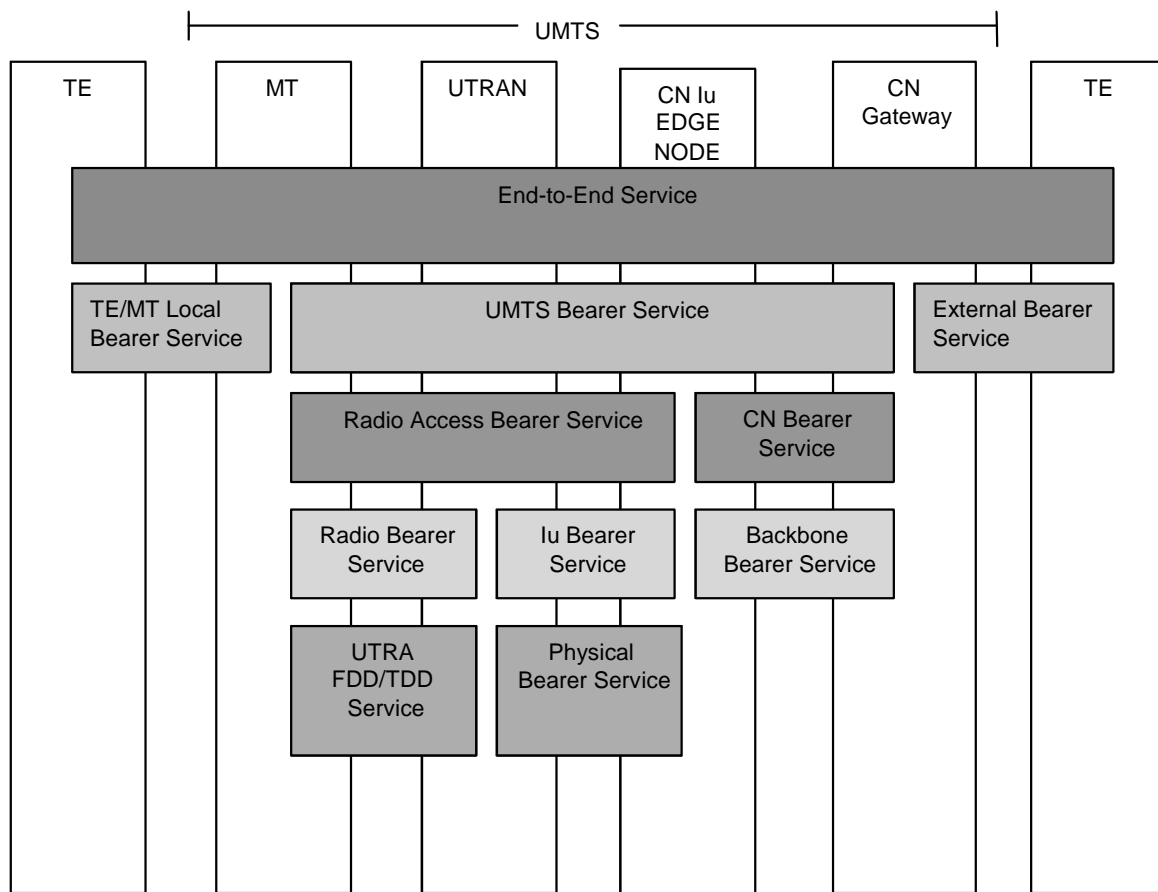 UMTS
TE
MT
UTRAN
CN Iu
EDGE
NODE
CN
Gateway
TE
End-to-End Service
TE/MT Local
Bearer Service
UMTS Bearer Service
External Bearer
Service
Radio Access Bearer Service
CN Bearer
Service
Radio Bearer
Service
Iu Bearer
Service
Backbone
Bearer Service
UTRA
FDD/TDD
Service
Physical
Bearer Service